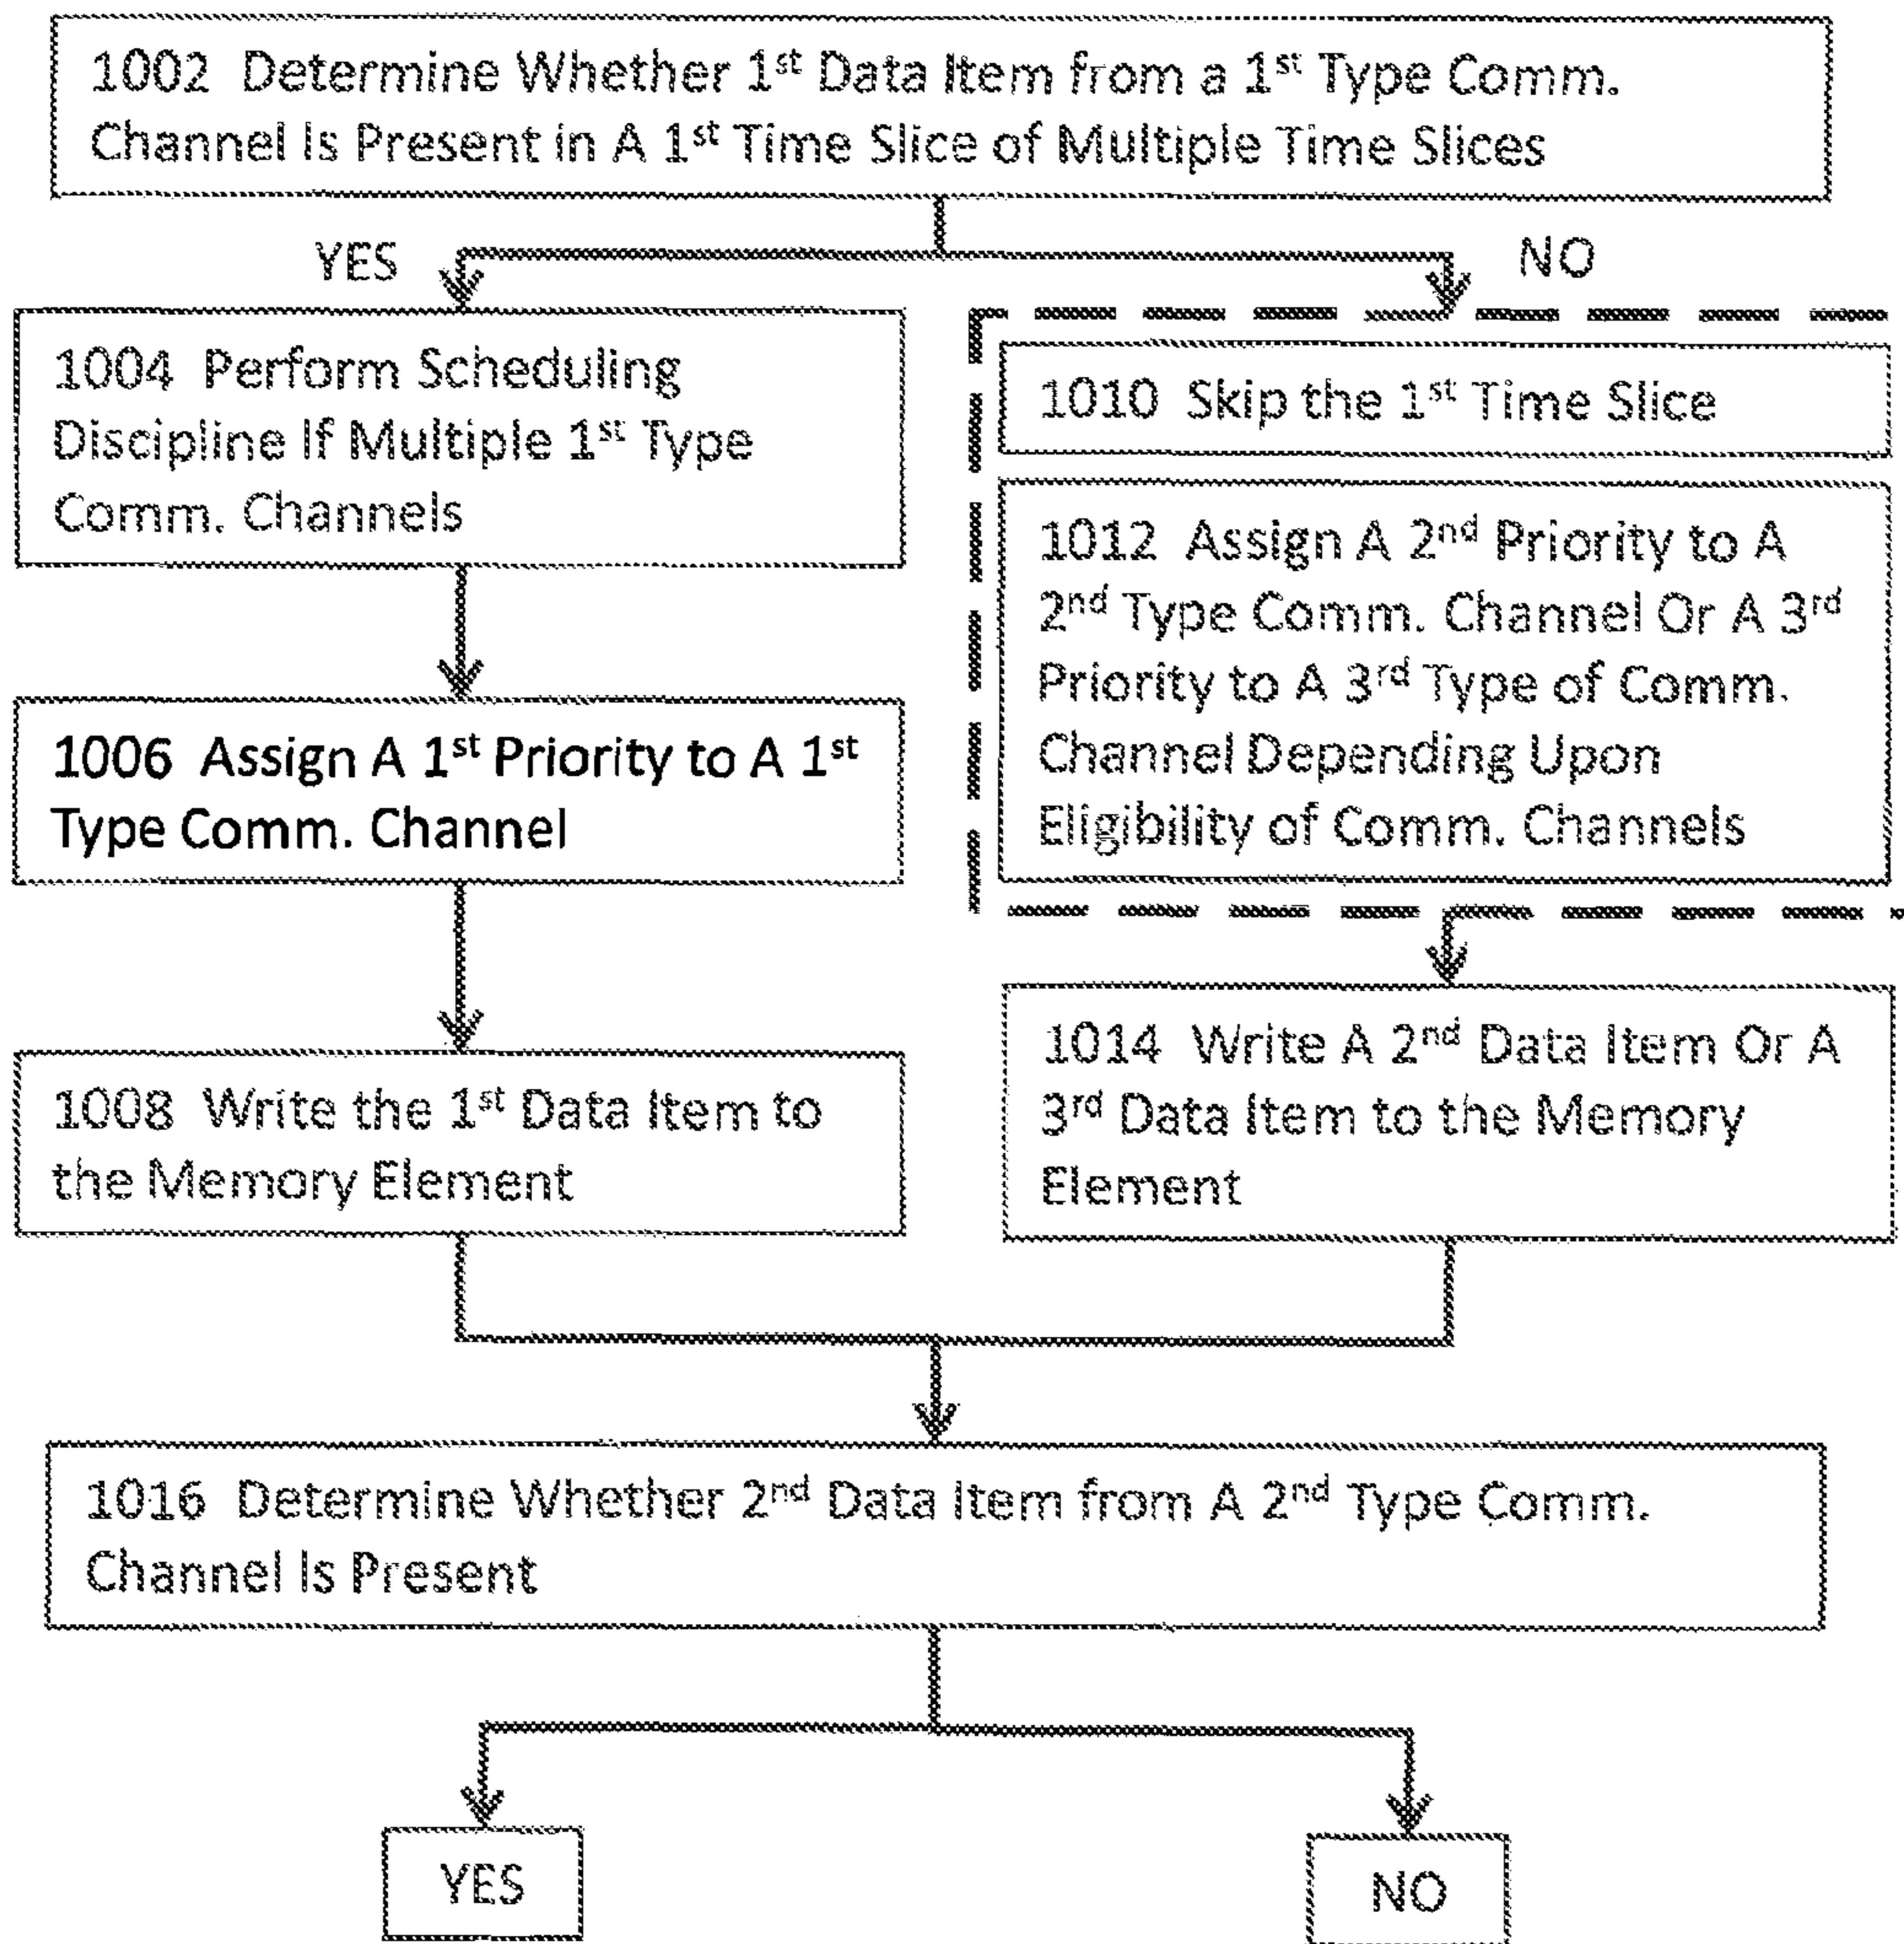 1002 Determine Whether 1st Data Item from a 1st Type Comm.
Channel Is Present in A 1st Time Slice of Multiple Time Slices
YES
NO
1004 Perform Scheduling
Discipline If Multiple 1st Type
Comm. Channels
1006 Assign A 1st Priority to A 1st
Type Comm. Channel
1008 Write the 1st Data Item to
the Memory Element
1010 Skip the 1st Time Slice
1012 Assign A 2nd Priority to A
2nd Type Comm. Channel Or A 3rd
Priority to A 3rd Type of Comm.
Channel Depending Upon
Eligibility of Comm. Channels
1014 Write A 2nd Data Item Or A
3rd Data Item to the Memory
Element
1016 Determine Whether 2nd Data Item from A 2nd Type Comm.
Channel Is Present
YES
NO